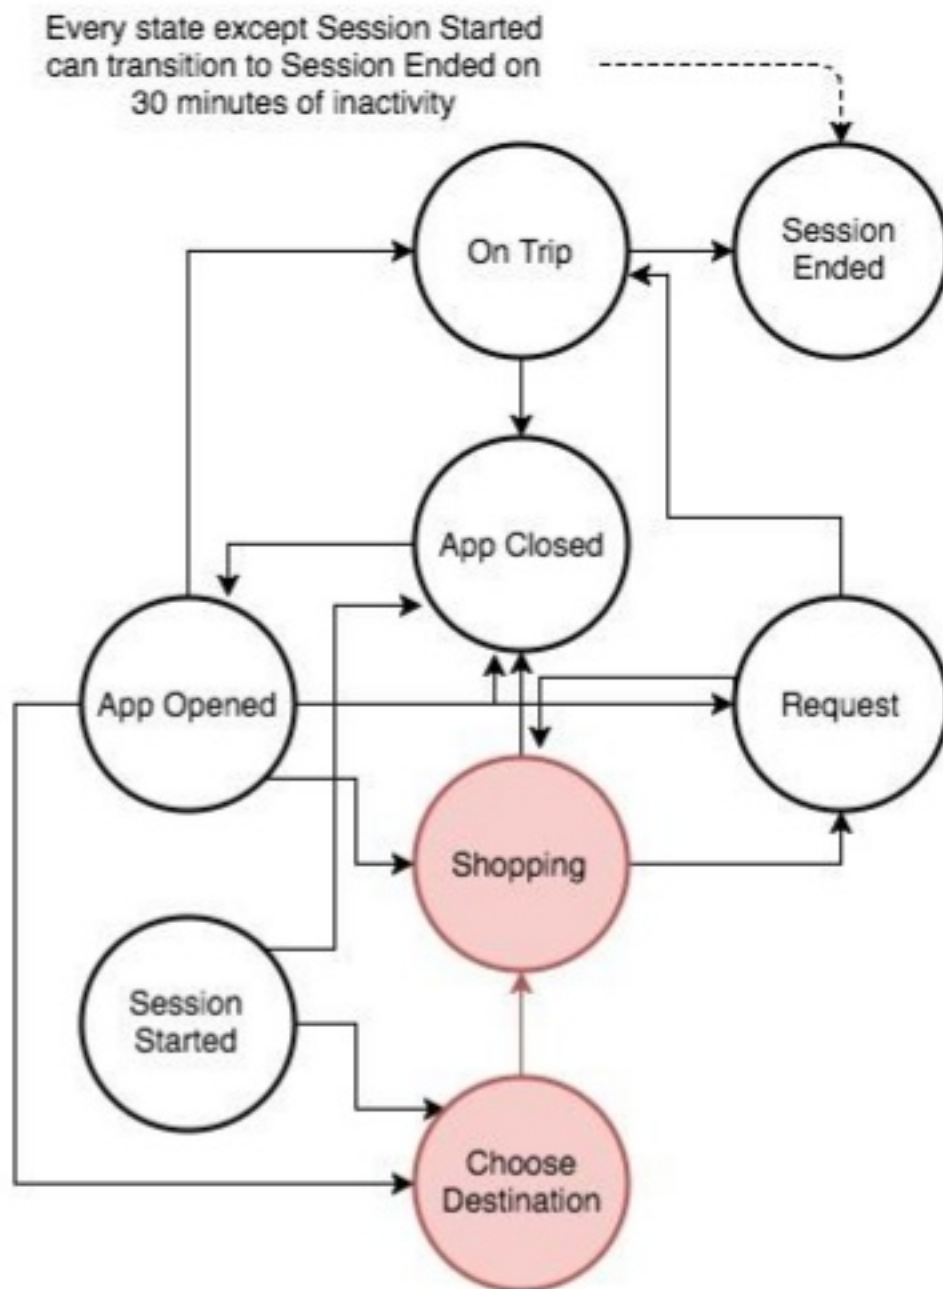 Every state except Session Started
can transition to Session Ended on
30 minutes of inactivity
On Trip
Session
Ended
App Closed
App Opened
Request
Shopping
Session
Started
Choose
Destination